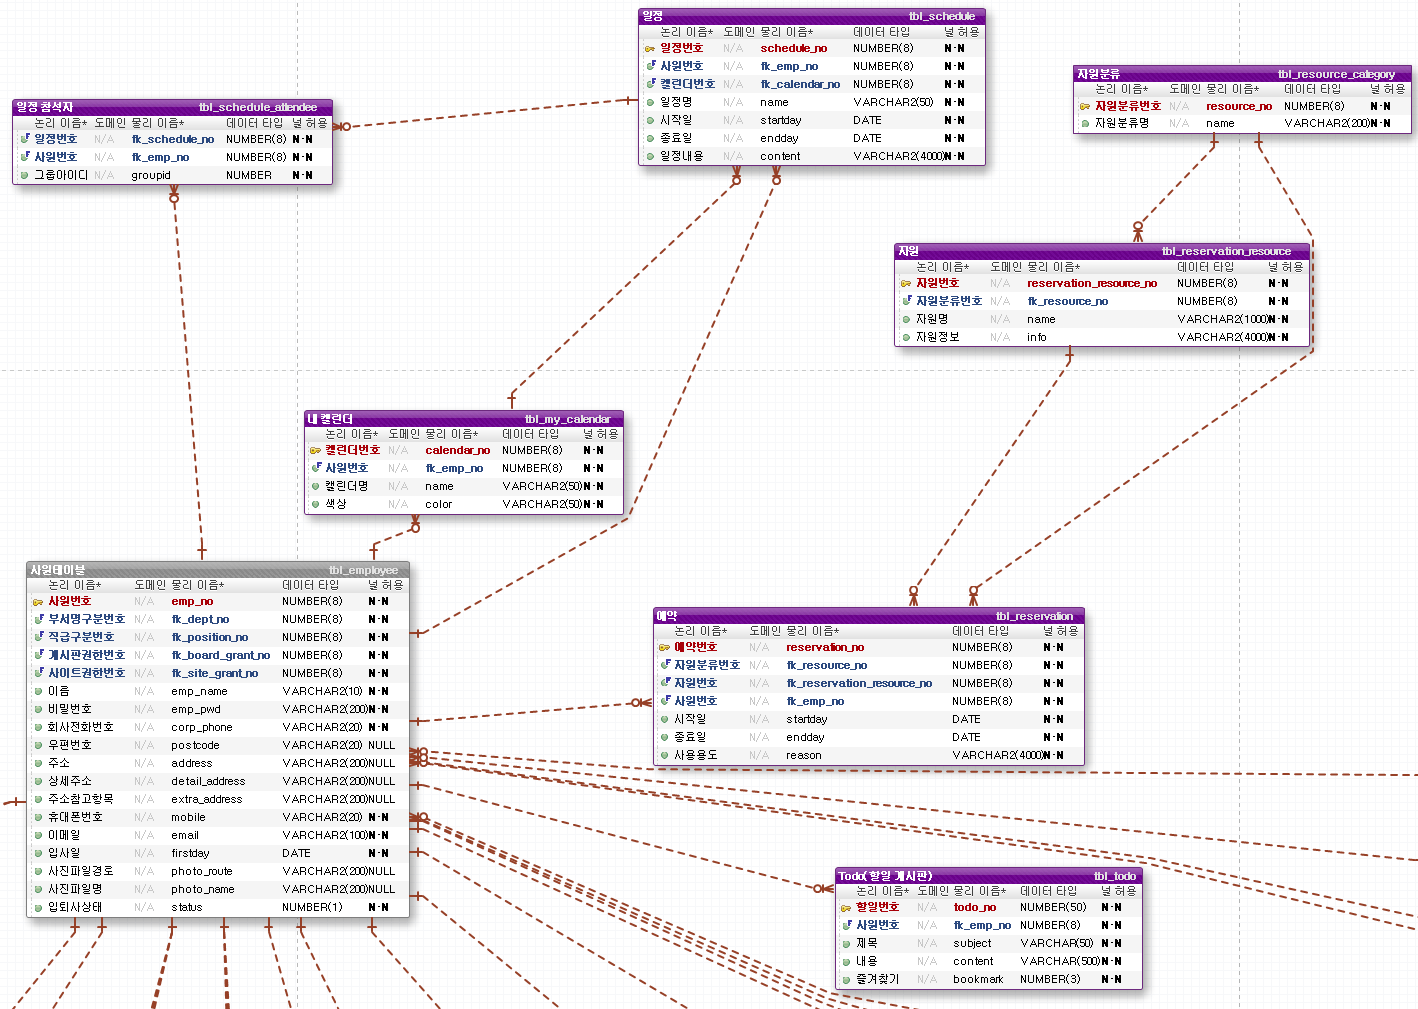 일정 tbl_schedule
논리 이름* 도메인 물리 이름* 데이터 타입 널 허용
일정번호 N/A schedule_no NUMBER(8) N-N
사원번호 N/A fk_emp_no NUMBER(8) N-N
캘린더번호 N/A fk_calendar_no NUMBER(8) N-N
일정명 N/A name VARCHAR2(50) N-N
시작일 N/A startday DATE N-N
종료일 N/A endday DATE N-N
일정내용 N/A content VARCHAR2(4000) N-N
자원분류 tbl_resource_category
논리 이름* 도메인 물리 이름* 데이터 타입 널 허용
자원분류번호 N/A resource_no NUMBER(8) N-N
자원분류명 N/A name VARCHAR2(200) N-N
일정 참석자 tbl_schedule_attendee
논리 이름* 도메인 물리 이름* 데이터 타입 널 허용
일정번호 N/A fk_schedule_no NUMBER(8) N-N
사원번호 N/A fk_emp_no NUMBER(8) N-N
그룹아이디 N/A groupid NUMBER N-N
자원 tbl_reservation_resource
논리 이름* 도메인 물리 이름* 데이터 타입 널 허용
자원번호 N/A reservation_resource_no NUMBER(8) N-N
자원분류번호 N/A fk_resource_no NUMBER(8) N-N
자원명 N/A name VARCHAR2(1000) N-N
자원정보 N/A info VARCHAR2(4000) N-N
내 캘린더 tbl_my_calendar
논리 이름* 도메인 물리 이름* 데이터 타입 널 허용
캘린더번호 N/A calendar_no NUMBER(8) N-N
사원번호 N/A fk_emp_no NUMBER(8) N-N
캘린더명 N/A name VARCHAR2(50) N-N
색상 N/A color VARCHAR2(50) N-N
사원테이블 tbl_employee
논리 이름* 도메인 물리 이름* 데이터 타입 널 허용
사원번호 N/A emp_no NUMBER(8) N-N
부서명구분번호 N/A fk_dept_no NUMBER(8) N-N
직급구분번호 N/A fk_position_no NUMBER(8) N-N
게시판권한번호 N/A fk_board_grant_no NUMBER(8) N-N
사이트권한번호 N/A fk_site_grant_no NUMBER(8) N-N
이름 N/A emp_name VARCHAR2(10) N-N
비밀번호 N/A emp_pwd VARCHAR2(200) N-N
회사전화번호 N/A corp_phone VARCHAR2(20) N-N
우편번호 N/A postcode VARCHAR2(20) NULL
주소 N/A address VARCHAR2(200) NULL
상세주소 N/A detail_address VARCHAR2(200) NULL
주소참고항목 N/A extra_address VARCHAR2(200) NULL
휴대폰번호 N/A mobile VARCHAR2(20) N-N
이메일 N/A email VARCHAR2(100) N-N
입사일 N/A firstday DATE N-N
사진파일경로 N/A photo_route VARCHAR2(200) NULL
사진파일명 N/A photo_name VARCHAR2(200) NULL
입퇴사상태 N/A status NUMBER(1) N-N
예약 tbl_reservation
논리 이름* 도메인 물리 이름* 데이터 타입 널 허용
예약번호 N/A reservation_no NUMBER(8) N-N
자원분류번호 N/A fk_resource_no NUMBER(8) N-N
자원번호 N/A fk_reservation_resource_no NUMBER(8) N-N
사원번호 N/A fk_emp_no NUMBER(8) N-N
시작일 N/A startday DATE N-N
종료일 N/A endday DATE N-N
사용용도 N/A reason VARCHAR2(4000) N-N
Todo(할일 게시판) tbl_todo
논리 이름* 도메인 물리 이름* 데이터 타입 널 허용
할일번호 N/A todo_no NUMBER(50) N-N
사원번호 N/A fk_emp_no NUMBER(8) N-N
제목 N/A subject VARCHAR(50) N-N
내용 N/A content VARCHAR(500) N-N
즐겨찾기 N/A bookmark NUMBER(3) N-N